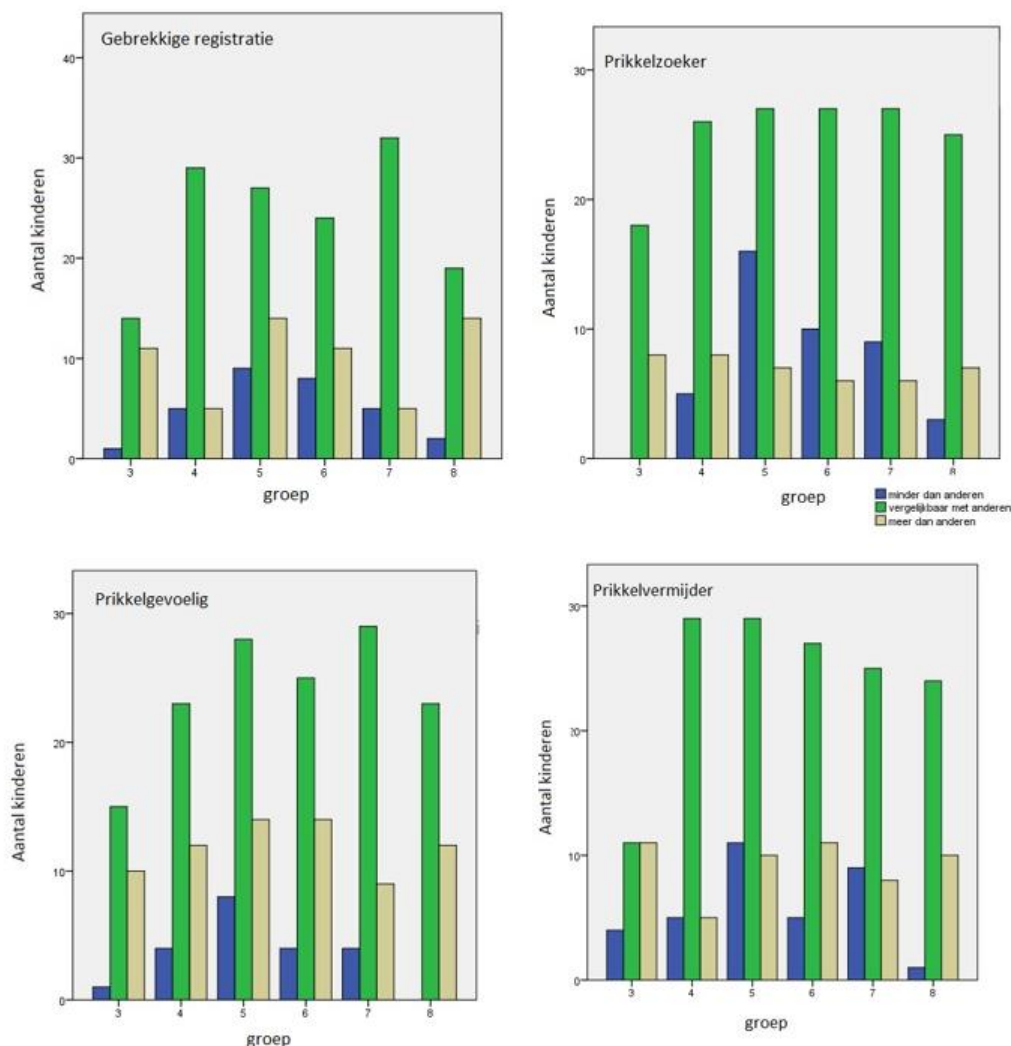 Gebrekkige registratie
Aantal kinderen
40
30
20
10
0
3 4 5 6 7 8
groep
Prikkelzoeker
Aantal kinderen
30
20
10
0
3 4 5 6 7 8
groep
minder dan anderen
vergelijkbaar met anderen
meer dan anderen
Prikkelgevoelig
Aantal kinderen
30
20
10
0
3 4 5 6 7 8
groep
Prikkelvermijder
Aantal kinderen
30
20
10
0
3 4 5 6 7 8
groep